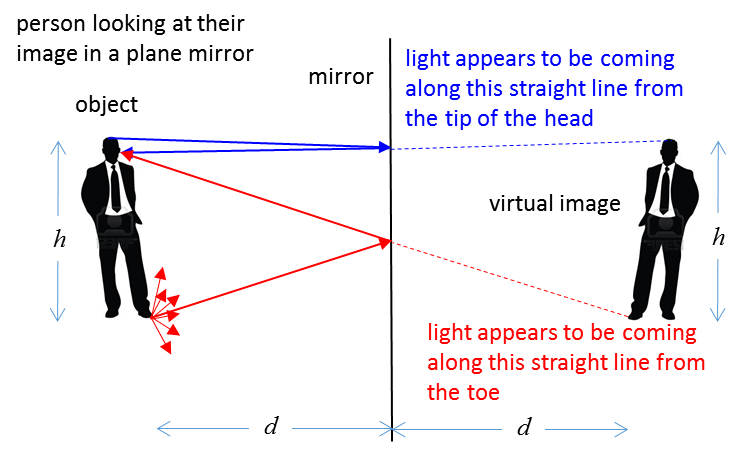 person looking at their
image in a plane mirror
mirror
object
light appears to be coming
along this straight line from
the tip of the head
h
virtual image
h
light appears to be coming
along this straight line from
the toe
d
d